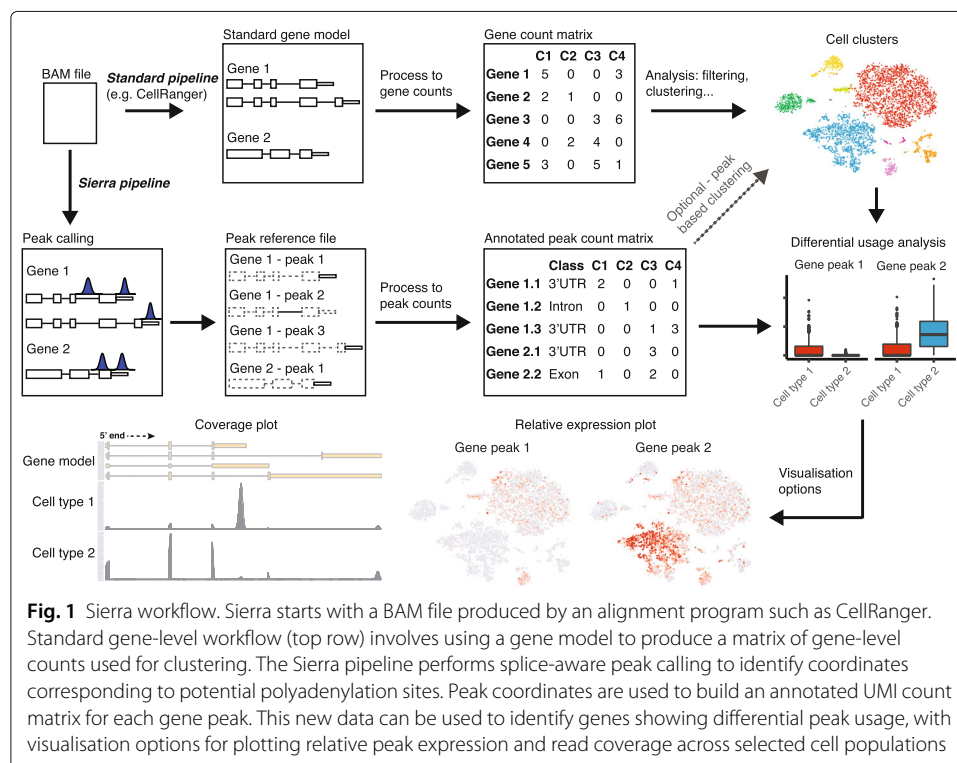 Standard gene model
Gene count matrix
Cell clusters
BAM file
Standard pipeline
(e.g. CellRanger)
Gene 1
Gene 2
Process to
gene counts
C1 C2 C3 C4
Gene 1 5 0 0 3
Gene 2 2 1 0 0
Gene 3 0 0 3 6
Gene 4 0 2 4 0
Gene 5 3 0 5 1
Analysis: filtering,
clustering...
Sierra pipeline
Optional - peak
based clustering
Peak calling
Gene 1
Gene 2
Peak reference file
Gene 1 - peak 1
Gene 1 - peak 2
Gene 1 - peak 3
Gene 2 - peak 1
Process to
peak counts
Annotated peak count matrix
Class C1 C2 C3 C4
Gene 1.1 3'UTR 2 0 0 1
Gene 1.2 Intron 0 1 0 0
Gene 1.3 3'UTR 0 0 1 3
Gene 2.1 3'UTR 0 0 3 0
Gene 2.2 Exon 1 0 2 0
Differential usage analysis
Gene peak 1 Gene peak 2
Cell type 1
Cell type 2
Cell type 1
Cell type 2
Coverage plot
5' end
Gene model
Cell type 1
Cell type 2
Relative expression plot
Gene peak 1 Gene peak 2
Visualisation
options
Fig. 1 Sierra workflow. Sierra starts with a BAM file produced by an alignment program such as CellRanger.
Standard gene-level workflow (top row) involves using a gene model to produce a matrix of gene-level
counts used for clustering. The Sierra pipeline performs splice-aware peak calling to identify coordinates
corresponding to potential polyadenylation sites. Peak coordinates are used to build an annotated UMI count
matrix for each gene peak. This new data can be used to identify genes showing differential peak usage, with
visualisation options for plotting relative peak expression and read coverage across selected cell populations